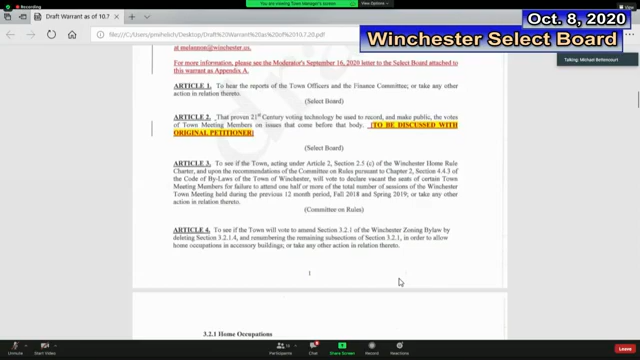 Recording
You are viewing Town Manager's screen
View Options
Draft Warrant as of 10.7
file:///C:/Users/prshelich/Desktop/Draft%20Warrant%20as%20of%2010.7.20.pdf
Oct. 8, 2020
Winchester Select Board
Talking: Michael Bettencourt
at
For more information, please see the Moderator's September 16, 2020 letter to the Select Board attached to
this warrant as Appendix A.
ARTICLE 1. To hear the reports of the Town Officers and the Finance Committee; or take any other
action in relation thereto.
(Select Board)
ARTICLE 2. That proven 21st Century voting technology be used to record, and make public, the votes
of Town Meeting Members on issues that come before that body. (TO BE DISCUSSED WITH
ORIGINAL PETITIONER)
(Select Board)
ARTICLE 3. To see if the Town, acting under Article 2, Section 2.5 (c) of the Winchester Home Rule
Charter, and upon the recommendations of the Committee on Rules pursuant to Chapter 2, Section 4.4.3
of the Code of By-Laws of the Town of Winchester, will vote to declare vacant the seats of certain Town
Meeting Members for failure to attend one half or more of the total number of sessions of the Winchester
Town Meeting held during the previous 12 month period, Fall 2018 and Spring 2019; or take any other
action in relation thereto.
(Committee on Rules)
ARTICLE 4. To see if the Town will vote to amend Section 3.2.1 of the Winchester Zoning Bylaw by
deleting Section 3.2.1.4, and renumbering the remaining subsections of Section 3.2.1, in order to allow
home occupations in accessory buildings, or take any other action in relation thereto.
1
3.2.1 Home Occupations
Unmute
Start Video
Participants
Chat
Share Screen
Record
Reactions
Leave